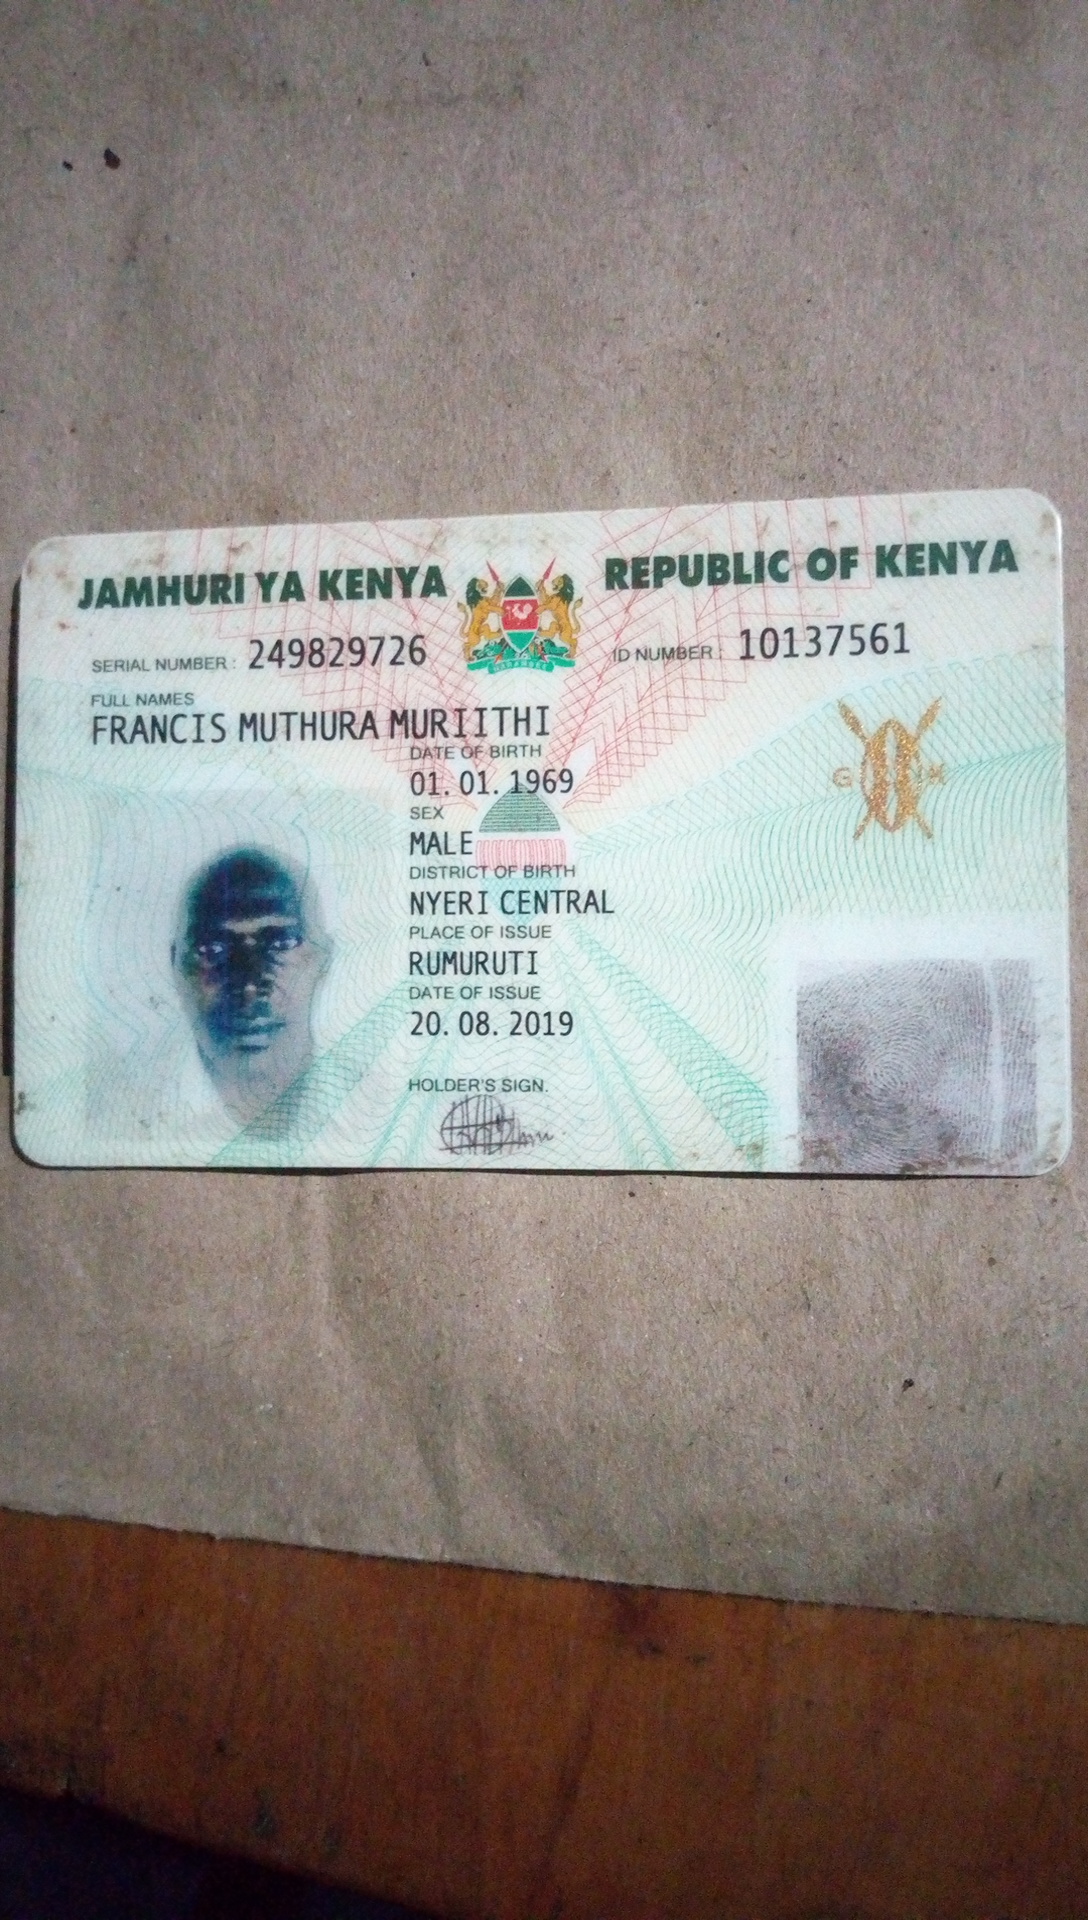 JAMHURI YA KENYA REPUBLIC OF KENYA
SERIAL NUMBER: 249829726 ID NUMBER: 10137561
FULL NAMES
FRANCIS MUTHURA MURIITHI
DATE OF BIRTH
01. 01. 1969
SEX
MALE
DISTRICT OF BIRTH
NYERI CENTRAL
PLACE OF ISSUE
RUMURUTI
DATE OF ISSUE
20. 08. 2019
HOLDER'S SIGN.